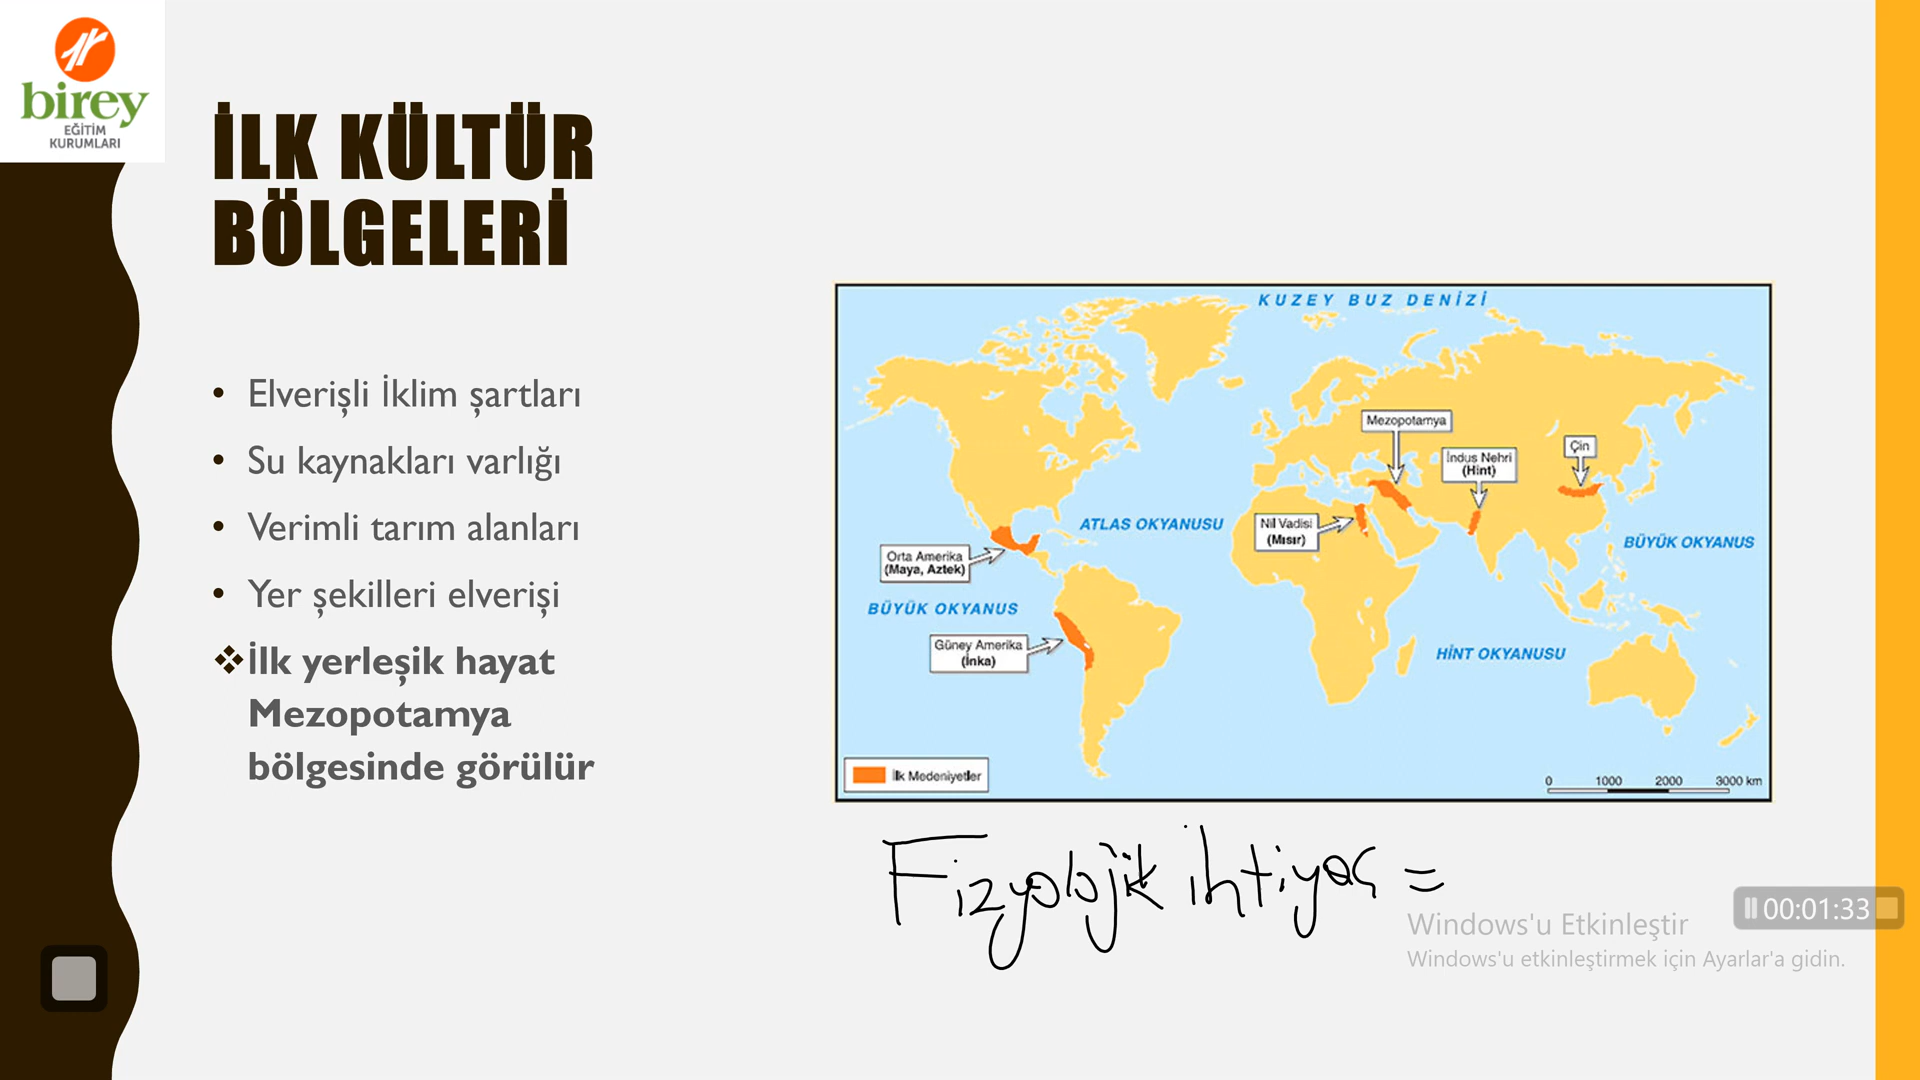 birey
EĞİTİM
KURUMLARI
İLK KÜLTÜR
BÖLGELERİ
• Elverişli İklim şartları
• Su kaynakları varlığı
• Verimli tarım alanları
• Yer şekilleri elverişi
❖İlk yerleşik hayat
Mezopotamya
bölgesinde görülür
KUZEY BUZ DENİZİ
Mezopotamya
İndus Nehri
(Hint)
Çin
ATLAS OKYANUSU
Nil Vadisi
(Mısır)
BÜYÜK OKYANUS
Orta Amerika
(Maya, Aztek)
BÜYÜK OKYANUS
Güney Amerika
(İnka)
HİNT OKYANUSU
İlk Medeniyetler
0 1000 2000 3000 km
Fizyolojik ihtiyaç =
Windows'u Etkinleştir
Windows'u etkinleştirmek için Ayarlar'a gidin.
00:01:33